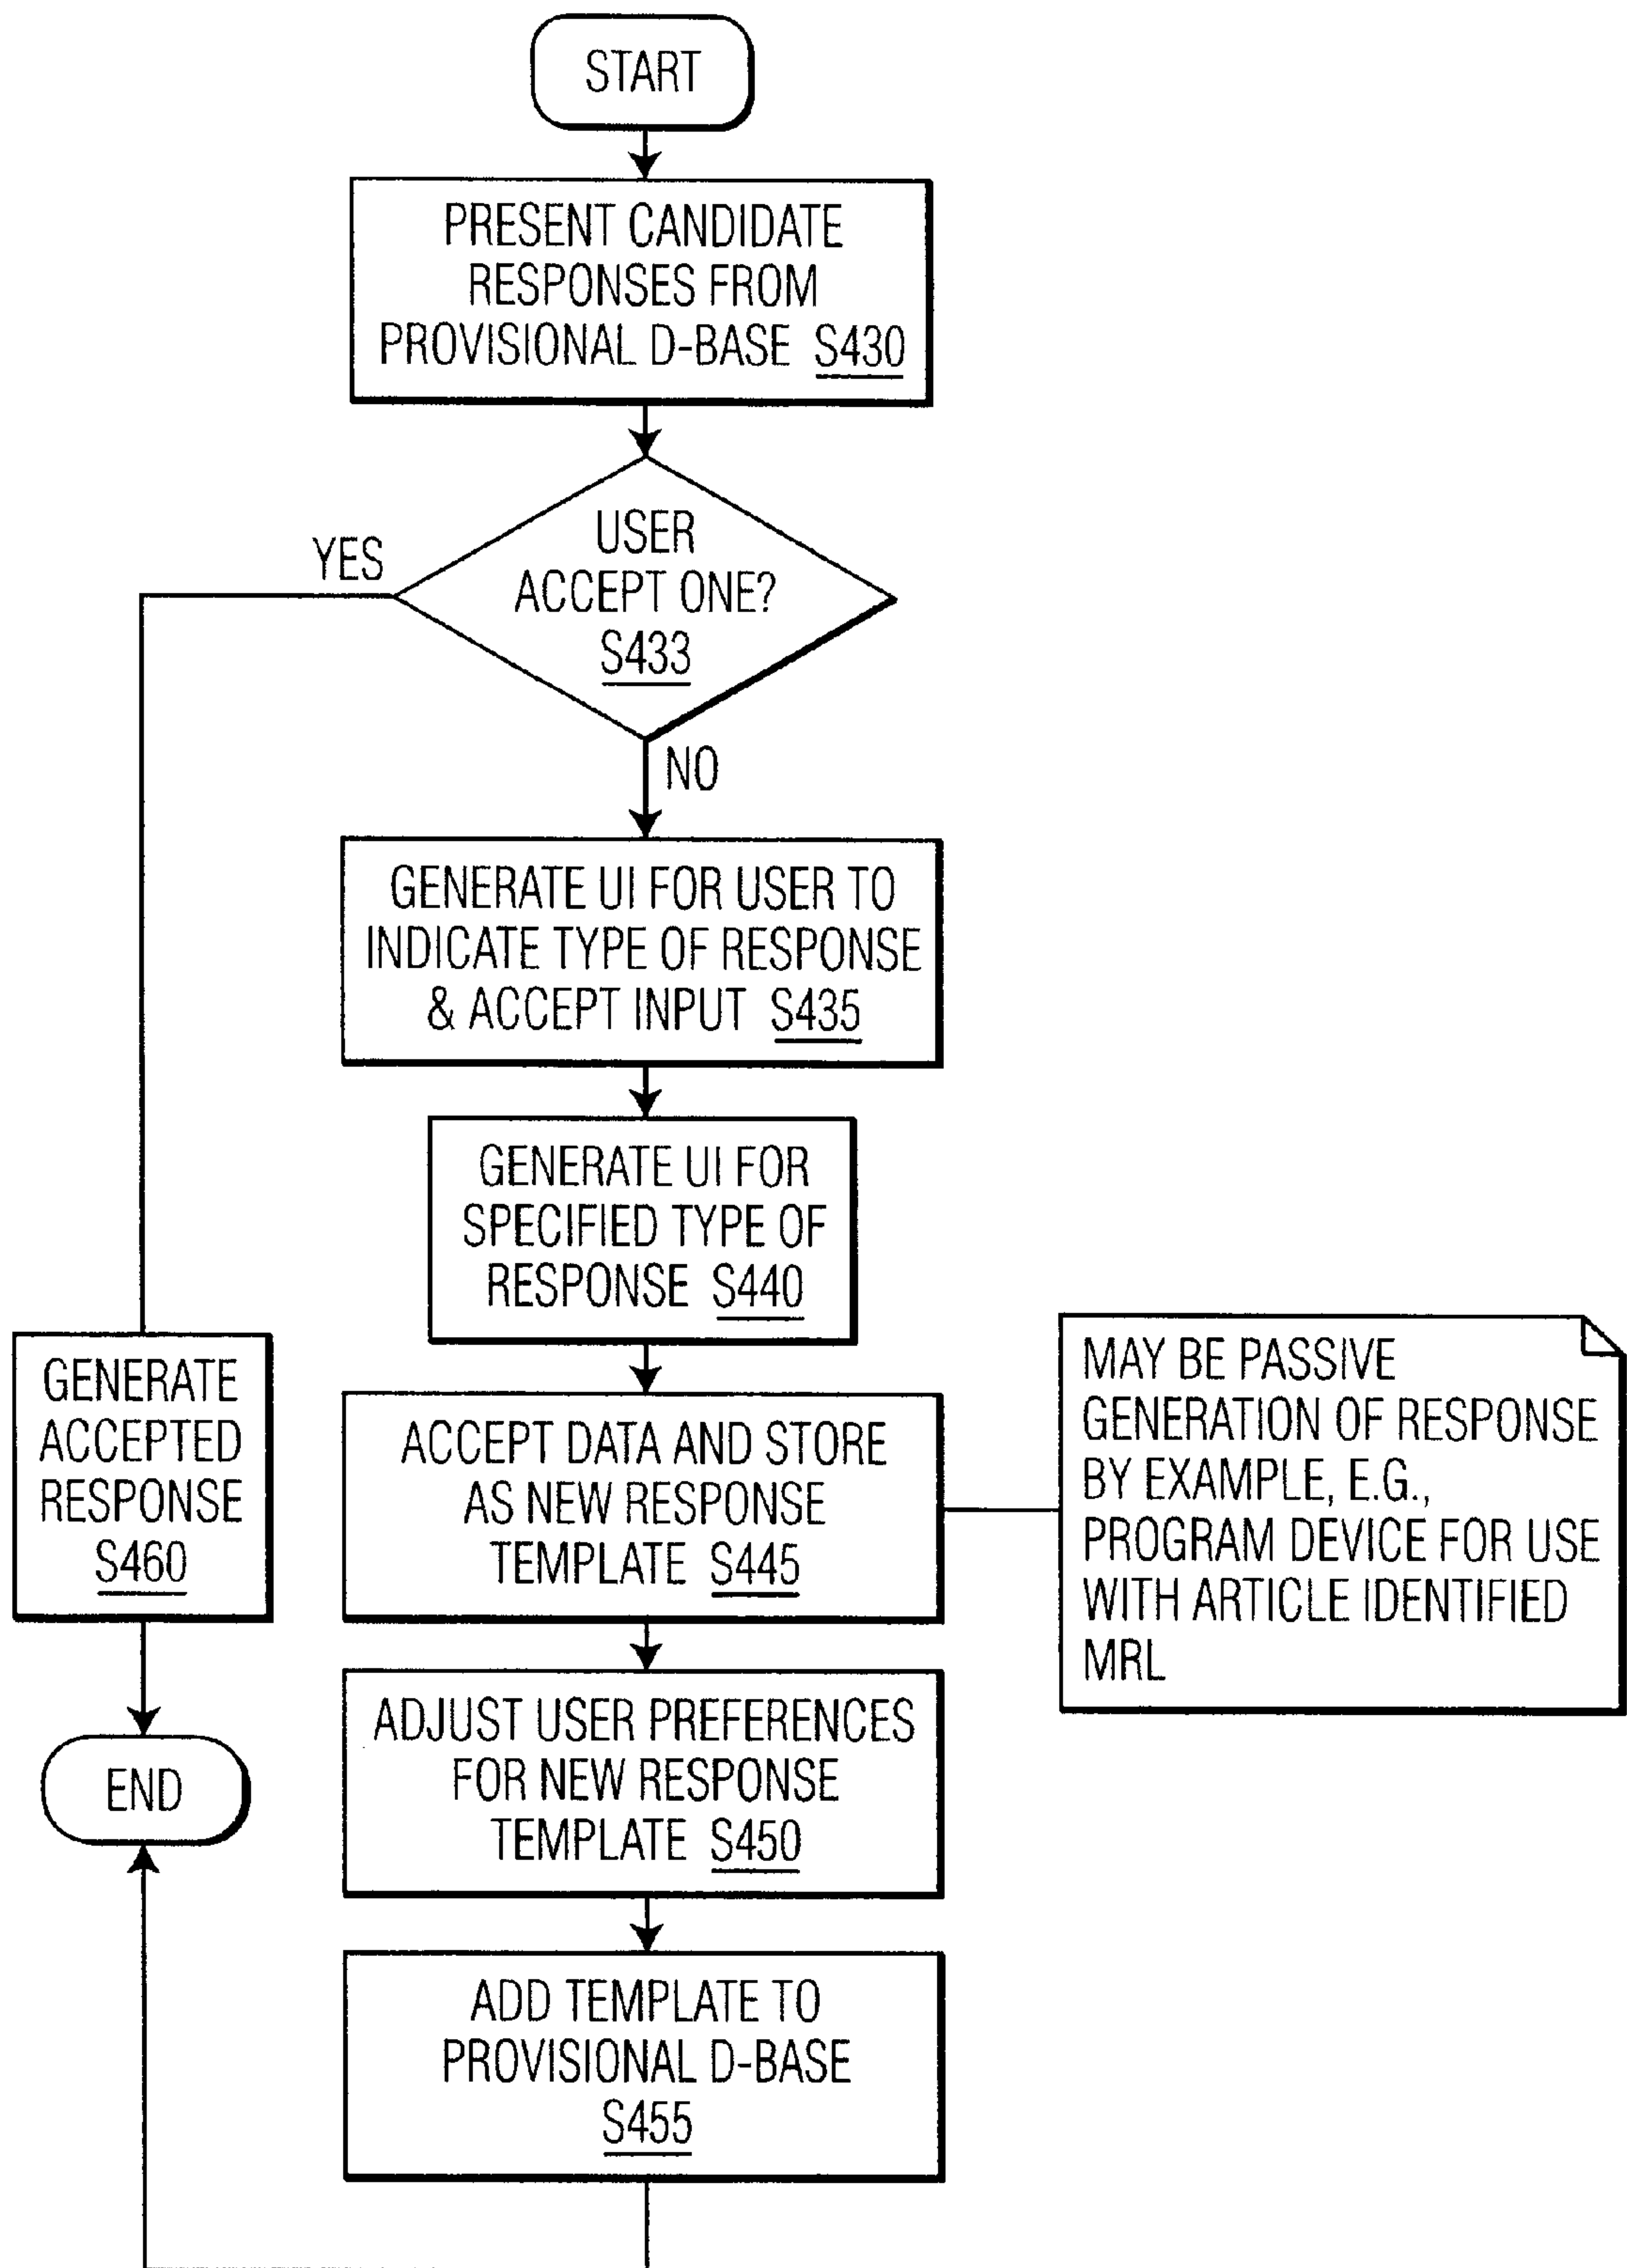 START
PRESENT CANDIDATE
RESPONSES FROM
PROVISIONAL D-BASE S430
USER
ACCEPT ONE?
S433
YES
NO
GENERATE UI FOR USER TO
INDICATE TYPE OF RESPONSE
& ACCEPT INPUT S435
GENERATE UI FOR
SPECIFIED TYPE OF
RESPONSE S440
GENERATE
ACCEPTED
RESPONSE
S460
ACCEPT DATA AND STORE
AS NEW RESPONSE
TEMPLATE S445
MAY BE PASSIVE
GENERATION OF RESPONSE
BY EXAMPLE, E.G.,
PROGRAM DEVICE FOR USE
WITH ARTICLE IDENTIFIED
MRL
END
ADJUST USER PREFERENCES
FOR NEW RESPONSE
TEMPLATE S450
ADD TEMPLATE TO
PROVISIONAL D-BASE
S455